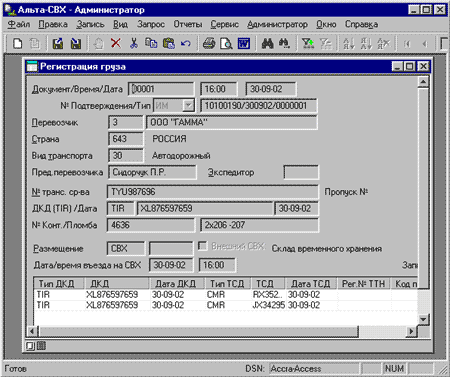 Альта-СВХ - Администратор
Файл Правка Запись Вид Запрос Отчеты Сервис Администратор Окно Справка
Регистрация груза
Документ/Время/Дата 00001 16:00 30-09-02
№ Подтверждения/Тип ИМ 10100190/300902/0000001
Перевозчик 3 ООО "ГАММА"
Страна 643 РОССИЯ
Вид транспорта 30 Автодорожный
Пред.перевозчика Сидорчук П.Р. Экспедитор
№ транс. ср-ва TYU987696 Пропуск №
ДКД (TIR) /Дата TIR XL876597659 30-09-02
№ Конт./Пломба 4636 2x206 -207
Размещение СВХ Внешний СВХ Склад временного хранения
Дата/время въезда на СВХ 30-09-02 16:00 Запи
Тип ДКД ДКД Дата ДКД Тип ТСД ТСД Дата ТСД Рег.№ ТТН Код п
TIR XL876597659 30-09-02 CMR RX352... 30-09-02
TIR XL876597659 30-09-02 CMR JX34295 30-09-02
Готов DSN: Accra-Access NUM